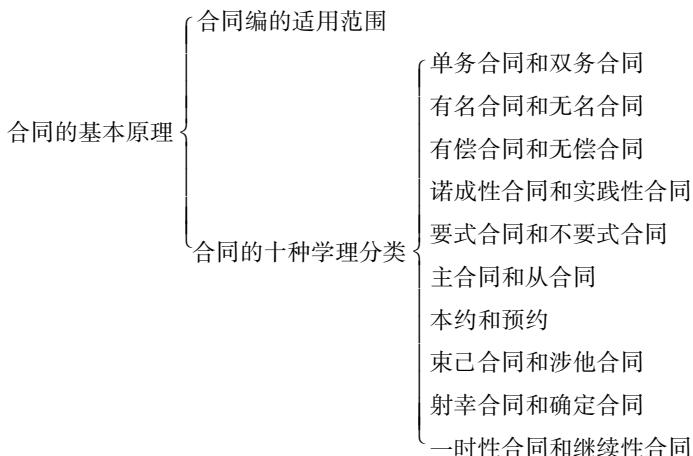 合同的基本原理
合同编的适用范围
合同的十种学理分类
单务合同和双务合同
有名合同和无名合同
有偿合同和无偿合同
诺成性合同和实践性合同
要式合同和不要式合同
主合同和从合同
本约和预约
束己合同和涉他合同
射幸合同和确定合同
一时性合同和继续性合同